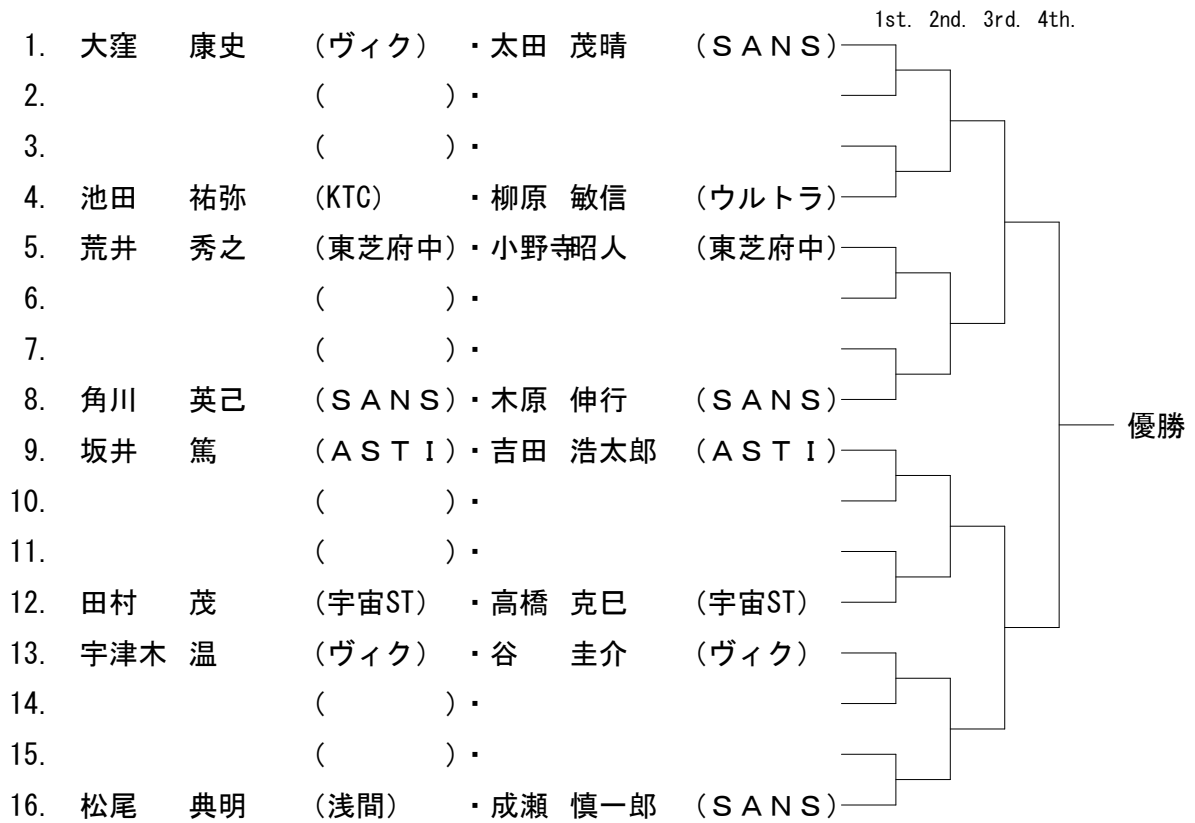 1st. 2nd. 3rd. 4th.
1. 大窪 康史 (ヴィク) ・太田 茂晴 (ＳＡＮＳ)
2. ( )・
3. ( )・
4. 池田 祐弥 (KTC) ・柳原 敏信 (ウルトラ)
5. 荒井 秀之 (東芝府中)・小野寺昭人 (東芝府中)
6. ( )・
7. ( )・
8. 角川 英己 (ＳＡＮＳ)・木原 伸行 (ＳＡＮＳ)
優勝
9. 坂井 篤 (ＡＳＴＩ)・吉田 浩太郎 (ＡＳＴＩ)
10. ( )・
11. ( )・
12. 田村 茂 (宇宙ST) ・高橋 克巳 (宇宙ST)
13. 宇津木 温 (ヴィク) ・谷 圭介 (ヴィク)
14. ( )・
15. ( )・
16. 松尾 典明 (浅間) ・成瀬 慎一郎 (ＳＡＮＳ)